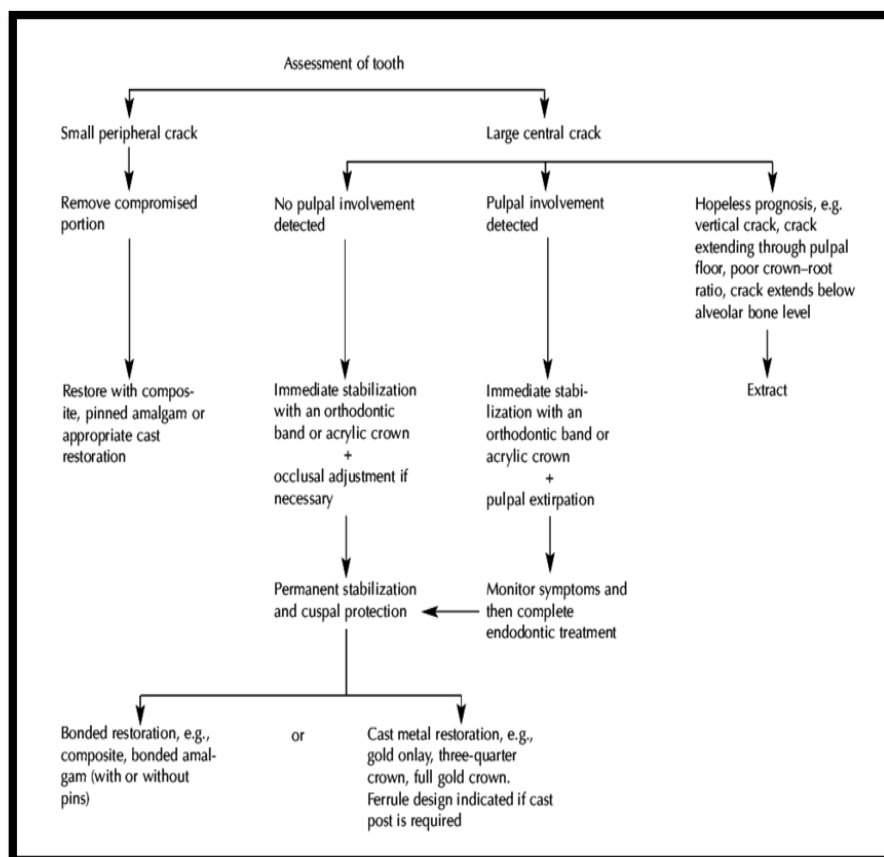 Assessment of tooth
Small peripheral crack
Large central crack
Remove compromised
portion
No pulpal involvement
detected
Pulpal involvement
detected
Hopeless prognosis, e.g.
vertical crack, crack
extending through pulpal
floor, poor crown–root
ratio, crack extends below
alveolar bone level
Restore with compos-
ite, pinned amalgam or
appropriate cast
restoration
Immediate stabilization
with an orthodontic
band or acrylic crown
+
occlusal adjustment if
necessary
Immediate stabi-
lization with an
orthodontic band or
acrylic crown
+
pulpal extirpation
Extract
Permanent stabilization
and cuspal protection
Monitor symptoms and
then complete
endodontic treatment
Bonded restoration, e.g.,
composite, bonded amal-
gam (with or without
pins)
or
Cast metal restoration, e.g.,
gold onlay, three-quarter
crown, full gold crown.
Ferrule design indicated if cast
post is required